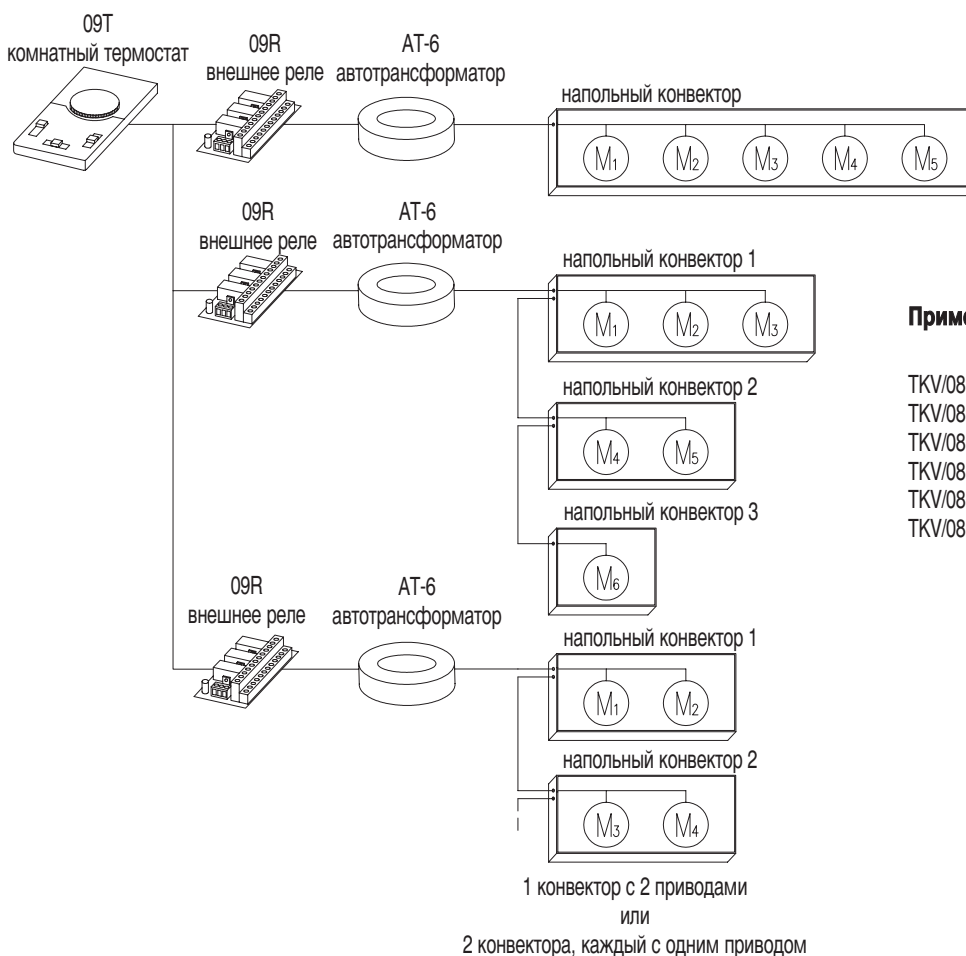 09T
комнатный термостат
09R
внешнее реле
AT-6
автотрансформатор
напольный конвектор
M1 M2 M3 M4 M5
09R
внешнее реле
AT-6
автотрансформатор
напольный конвектор 1
M1 M2 M3
напольный конвектор 2
M4 M5
напольный конвектор 3
M6
TKV/08
TKV/08
TKV/08
TKV/08
TKV/08
TKV/08
09R
внешнее реле
AT-6
автотрансформатор
напольный конвектор 1
M1 M2
напольный конвектор 2
M3 M4
1 конвектор с 2 приводами
или
2 конвектора, каждый с одним приводом